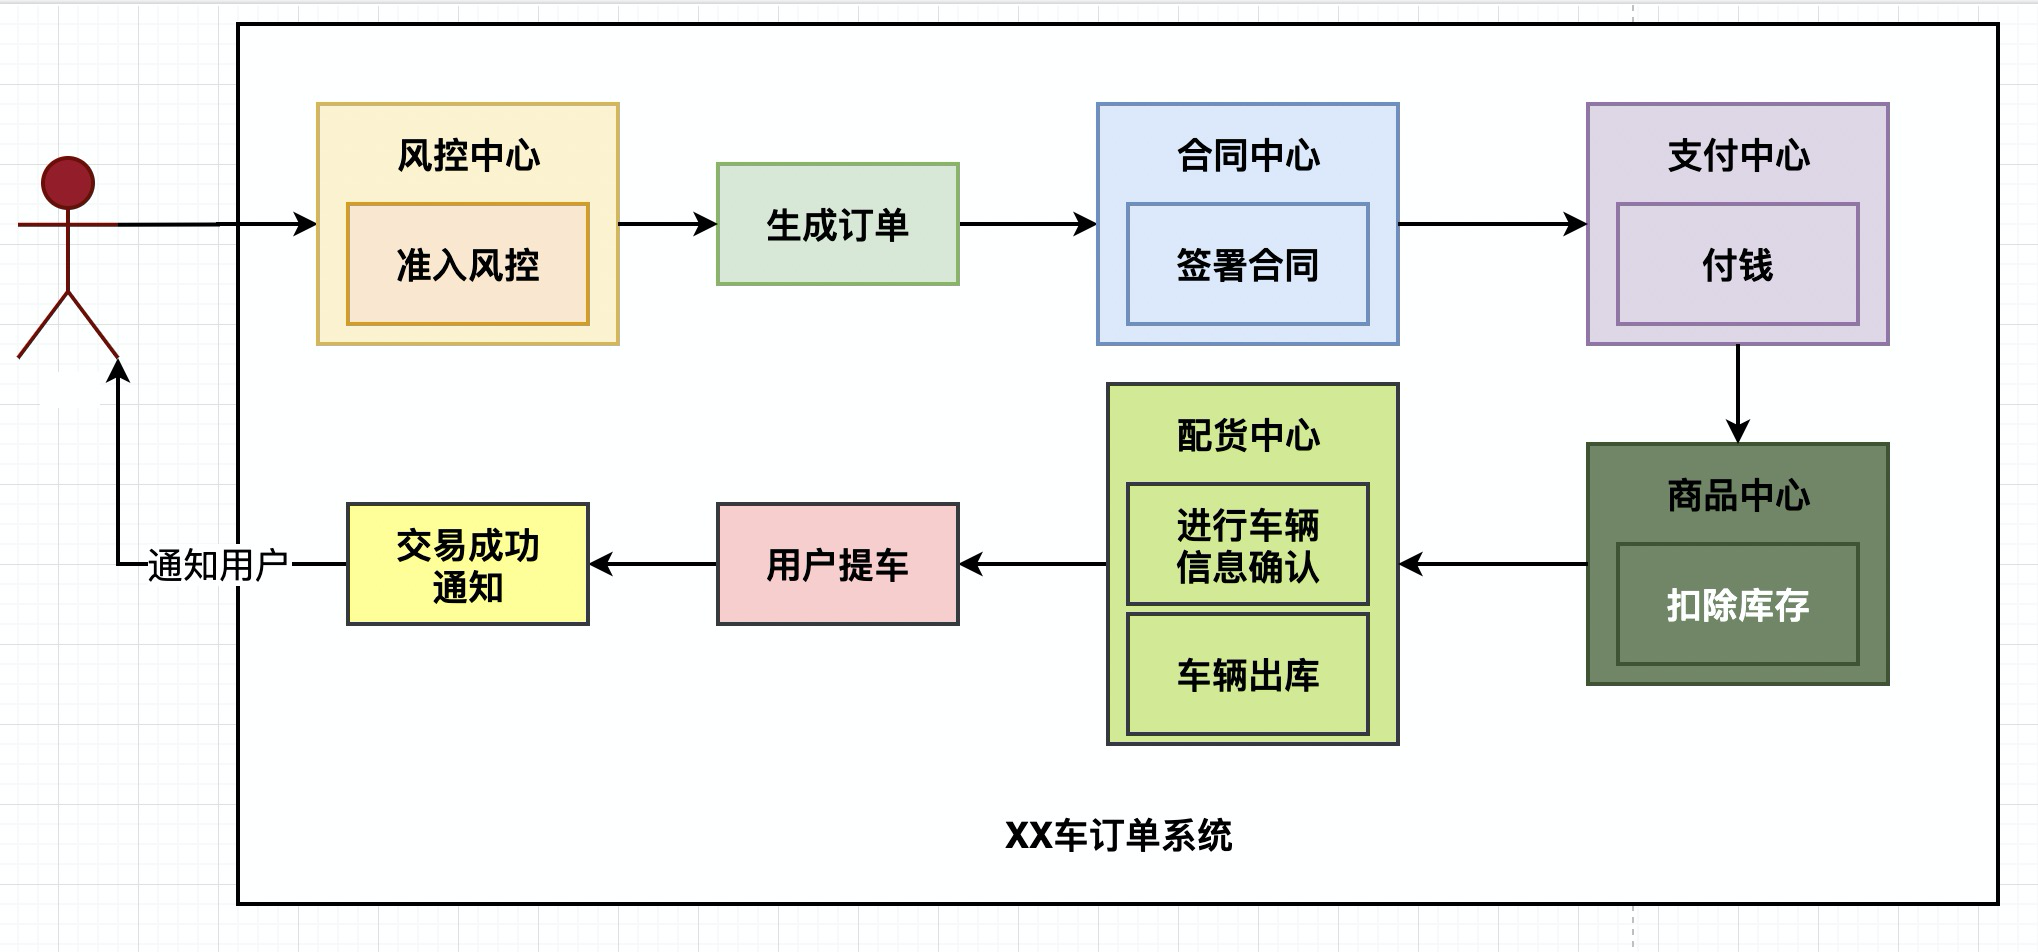 风控中心
准入风控
生成订单
合同中心
签署合同
支付中心
付钱
商品中心
扣除库存
配货中心
进行车辆
信息确认
车辆出库
用户提车
交易成功
通知
通知用户
XX车订单系统